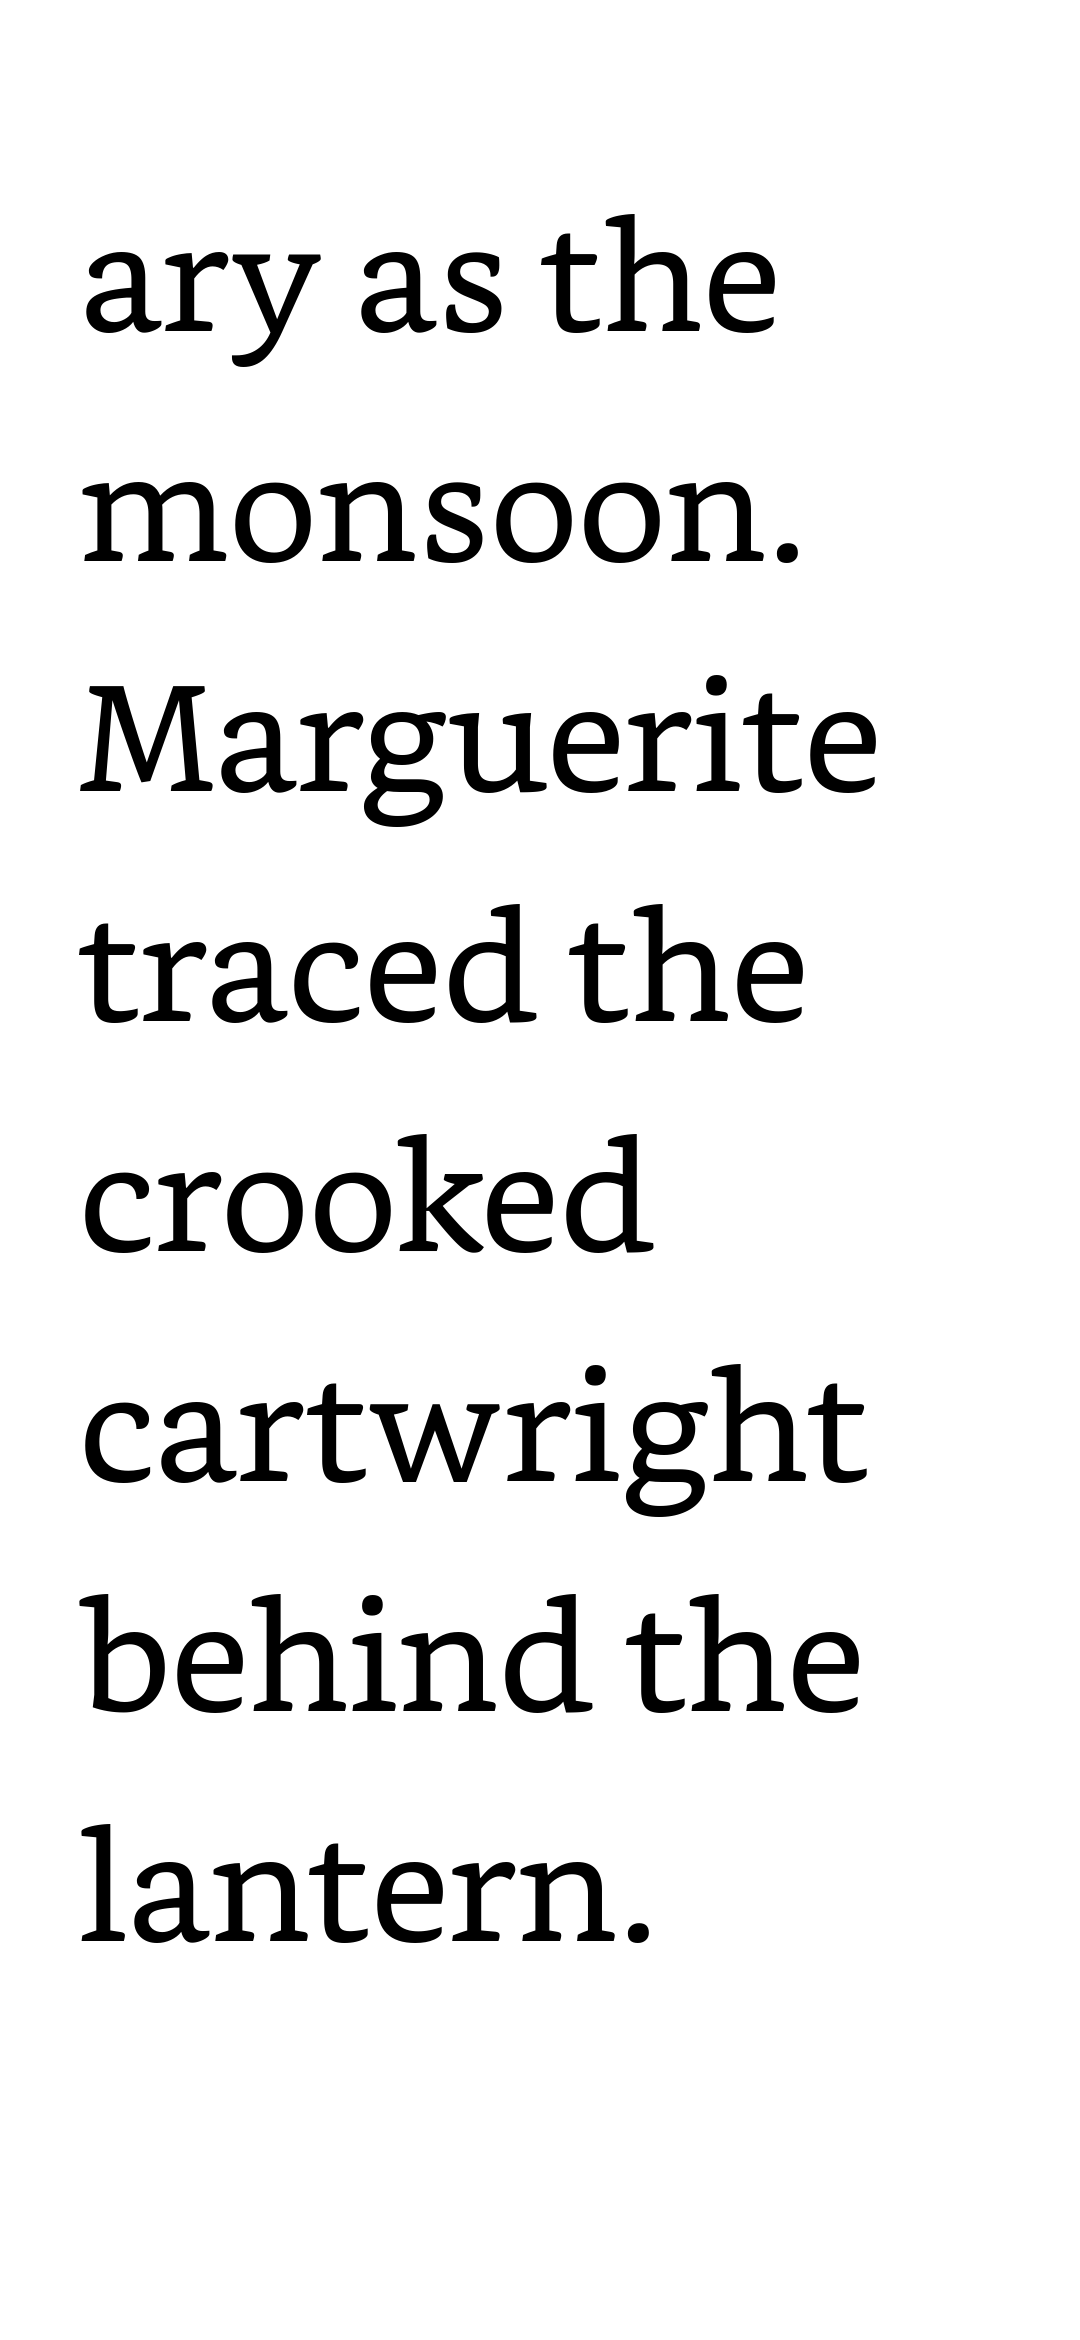 ary as the
monsoon.
Marguerite
traced the
crooked
cartwright
behind the
lantern.